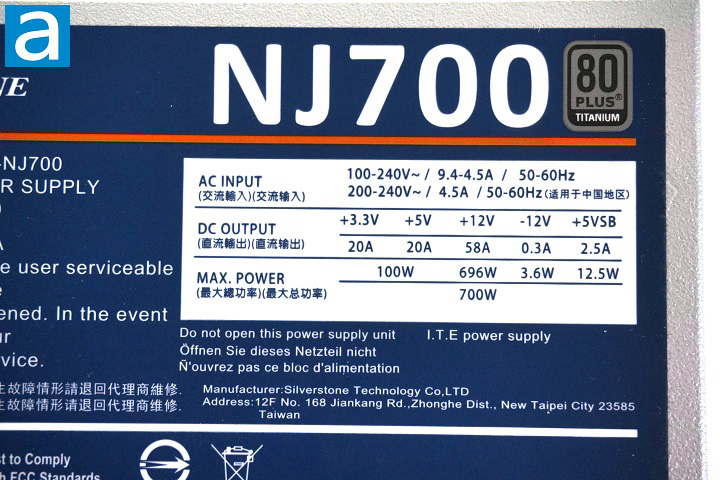 a
NE
NJ700
80
PLUS®
TITANIUM
-NJ700
R SUPPLY
AC INPUT 100-240V~ / 9.4-4.5A / 50-60Hz
(交流輸入)(交流输入) 200-240V~ / 4.5A / 50-60Hz(适用于中国地区)
+3.3V +5V +12V -12V +5VSB
DC OUTPUT
(直流輸出)(直流输出) 20A 20A 58A 0.3A 2.5A
MAX. POWER 100W 696W 3.6W 12.5W
(最大總功率)(最大总功率) 700W
e user serviceable
ened. In the event
ur
vice.
Do not open this power supply unit I.T.E power supply
Öffnen Sie dieses Netzteil nicht
Ñ'ouvrez pas ce bloc d'alimentation
生故障情形請退回代理商維修.
生故障情形请退回代理商维修.
Manufacturer:Silverstone Technology Co,LTD
Address:12F No. 168 Jiankang Rd.,Zhonghe Dist., New Taipei City 23585
Taiwan
st to Comply
h FCC Standards